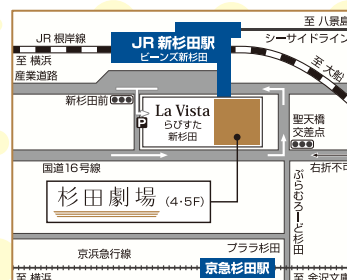 至 八景島
JR 根岸線
JR 新杉田駅
ビーンズ新杉田
シーサイドライン
至 横浜
至 大船
産業道路
新杉田前
La Vista
らびすた
新杉田
P
聖天橋
交差点
国道16号線
右折不可
杉田劇場 (4・5F)
ぷらむろーど杉田
京浜急行線
プララ杉田
京急杉田駅
至 横浜
至 金沢文庫